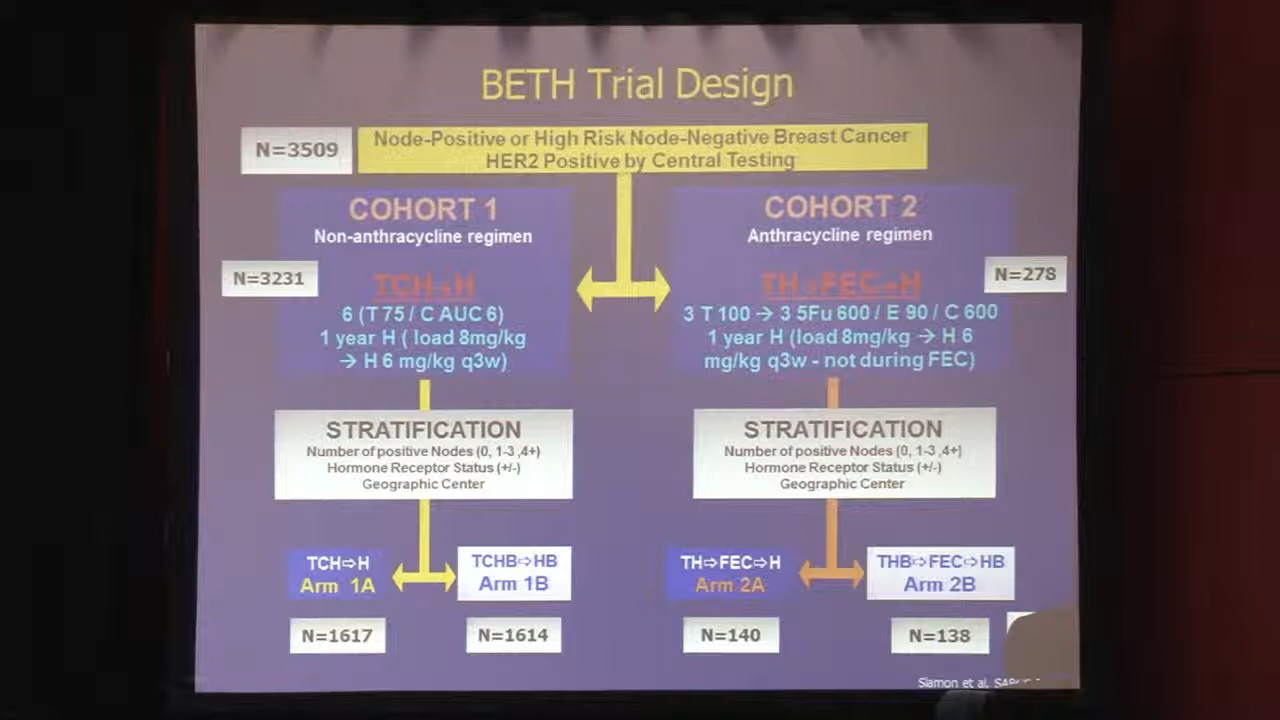 BETH Trial Design
N=3509
Node-Positive or High Risk Node-Negative Breast Cancer
HER2 Positive by Central Testing
COHORT 1
Non-anthracycline regimen
N=3231
TCH→H
6 (T 75 / C AUC 6)
1 year H ( load 8mg/kg
→ H 6 mg/kg q3w)
COHORT 2
Anthracycline regimen
N=278
TH→FEC→H
3 T 100 → 3 5Fu 600 / E 90 / C 600
1 year H (load 8mg/kg → H 6
mg/kg q3w - not during FEC)
STRATIFICATION
Number of positive Nodes (0, 1-3 ,4+)
Hormone Receptor Status (+/-)
Geographic Center
STRATIFICATION
Number of positive Nodes (0, 1-3 ,4+)
Hormone Receptor Status (+/-)
Geographic Center
TCH⇨H
Arm 1A
TCHB⇨HB
Arm 1B
TH⇨FEC⇨H
Arm 2A
THB⇨FEC⇨HB
Arm 2B
N=1617
N=1614
N=140
N=138
Slamon et al,